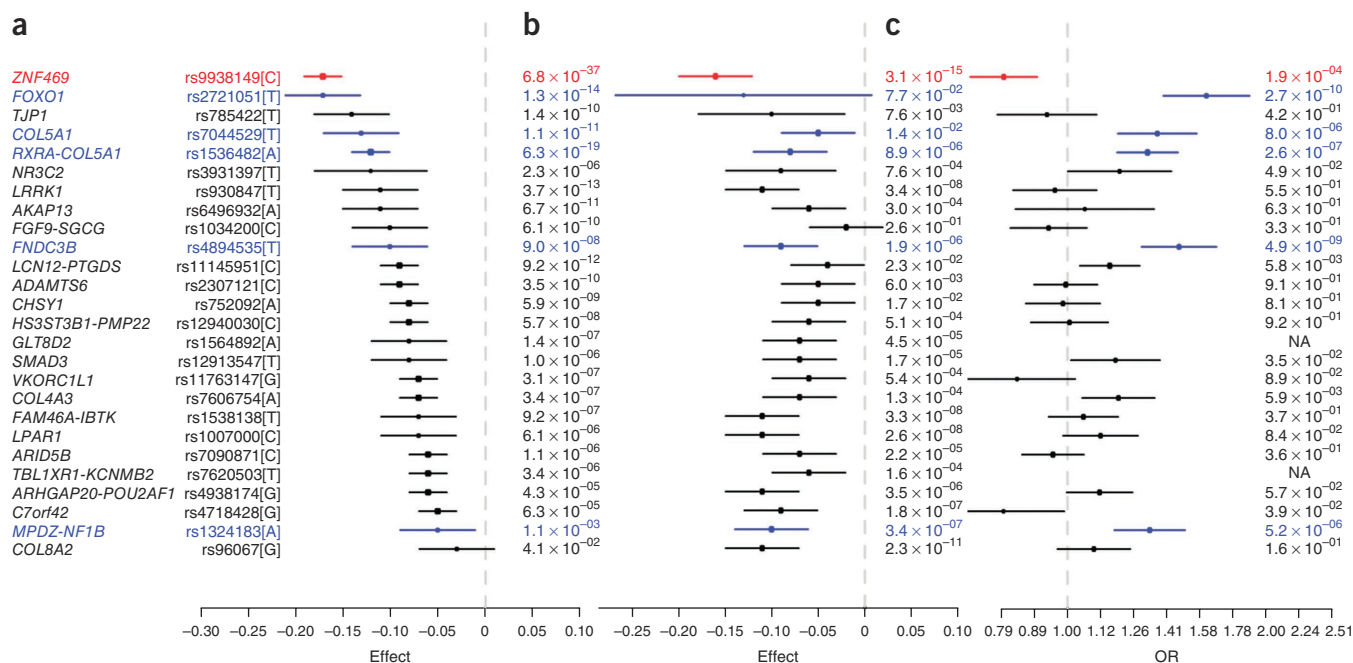 a b c
ZNF469 rs9938149[C] 6.8 × 10⁻³⁷ 3.1 × 10⁻¹⁵ 1.9 × 10⁻⁰⁴
FOXO1 rs2721051[T] 1.3 × 10⁻¹⁴ 7.7 × 10⁻⁰² 2.7 × 10⁻¹⁰
TJP1 rs785422[T] 1.4 × 10⁻¹⁰ 7.6 × 10⁻⁰³ 4.2 × 10⁻⁰¹
COL5A1 rs7044529[T] 1.1 × 10⁻¹¹ 1.4 × 10⁻⁰² 8.0 × 10⁻⁰⁶
RXRA-COL5A1 rs1536482[A] 6.3 × 10⁻¹⁹ 8.9 × 10⁻⁰⁶ 2.6 × 10⁻⁰⁷
NR3C2 rs3931397[T] 2.3 × 10⁻⁰⁶ 7.6 × 10⁻⁰⁴ 4.9 × 10⁻⁰²
LRRK1 rs930847[T] 3.7 × 10⁻¹³ 3.4 × 10⁻⁰⁸ 5.5 × 10⁻⁰¹
AKAP13 rs6496932[A] 6.7 × 10⁻¹¹ 3.0 × 10⁻⁰⁴ 6.3 × 10⁻⁰¹
FGF9-SGCG rs1034200[C] 6.1 × 10⁻¹⁰ 2.6 × 10⁻⁰¹ 3.3 × 10⁻⁰¹
FNDC3B rs4894535[T] 9.0 × 10⁻⁰⁸ 1.9 × 10⁻⁰⁶ 4.9 × 10⁻⁰⁹
LCN12-PTGDS rs11145951[C] 9.2 × 10⁻¹² 2.3 × 10⁻⁰² 5.8 × 10⁻⁰³
ADAMTS6 rs2307121[C] 3.5 × 10⁻¹⁰ 6.0 × 10⁻⁰³ 9.1 × 10⁻⁰¹
CHSY1 rs752092[A] 5.9 × 10⁻⁰⁹ 1.7 × 10⁻⁰² 8.1 × 10⁻⁰¹
HS3ST3B1-PMP22 rs12940030[C] 5.7 × 10⁻⁰⁸ 5.1 × 10⁻⁰⁴ 9.2 × 10⁻⁰¹
GLT8D2 rs1564892[A] 1.4 × 10⁻⁰⁷ 4.5 × 10⁻⁰⁵ NA
SMAD3 rs12913547[T] 1.0 × 10⁻⁰⁶ 1.7 × 10⁻⁰⁵ 3.5 × 10⁻⁰²
VKORC1L1 rs11763147[G] 3.1 × 10⁻⁰⁷ 5.4 × 10⁻⁰⁴ 8.9 × 10⁻⁰²
COL4A3 rs7606754[A] 3.4 × 10⁻⁰⁷ 1.3 × 10⁻⁰⁴ 5.9 × 10⁻⁰³
FAM46A-IBTK rs1538138[T] 9.2 × 10⁻⁰⁷ 3.3 × 10⁻⁰⁸ 3.7 × 10⁻⁰¹
LPAR1 rs1007000[C] 6.1 × 10⁻⁰⁶ 2.6 × 10⁻⁰⁸ 8.4 × 10⁻⁰²
ARID5B rs7090871[C] 1.1 × 10⁻⁰⁶ 2.2 × 10⁻⁰⁵ 3.6 × 10⁻⁰¹
TBL1XR1-KCNMB2 rs7620503[T] 3.4 × 10⁻⁰⁶ 1.6 × 10⁻⁰⁴ NA
ARHGAP20-POU2AF1 rs4938174[G] 4.3 × 10⁻⁰⁵ 3.5 × 10⁻⁰⁶ 5.7 × 10⁻⁰²
C7orf42 rs4718428[G] 6.3 × 10⁻⁰⁵ 1.8 × 10⁻⁰⁷ 3.9 × 10⁻⁰²
MPDZ-NF1B rs1324183[A] 1.1 × 10⁻⁰³ 3.4 × 10⁻⁰⁷ 5.2 × 10⁻⁰⁶
COL8A2 rs96067[G] 4.1 × 10⁻⁰² 2.3 × 10⁻¹¹ 1.6 × 10⁻⁰¹
−0.30 −0.20 −0.15 −0.10 −0.05 0 0.10 −0.25 −0.15 −0.10 −0.05 0 0.05 0.10 0.79 0.89 1.00 1.12 1.26 1.41 1.58 1.78 2.00 2.24 2.51
Effect Effect OR